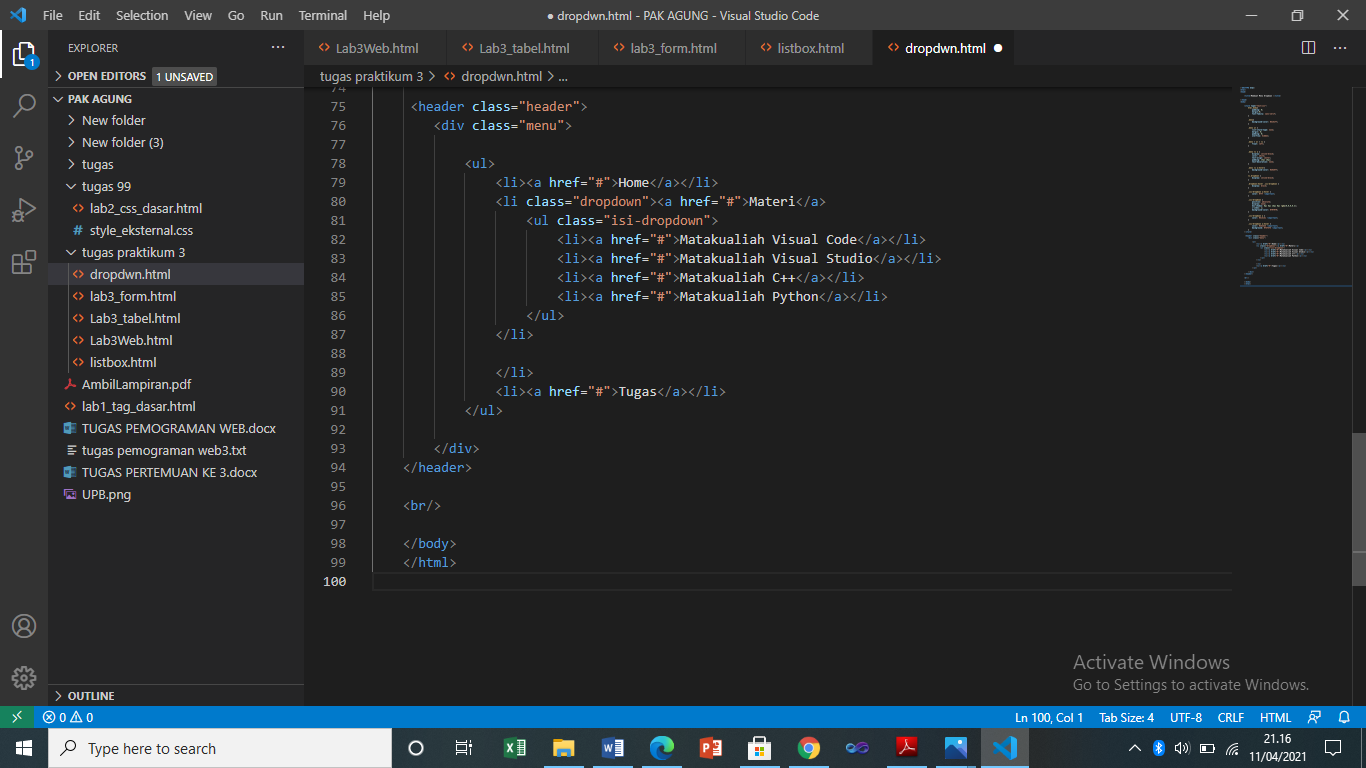 File Edit Selection View Go Run Terminal Help
● dropdwn.html - PAK AGUNG - Visual Studio Code
EXPLORER
OPEN EDITORS 1 UNSAVED
PAK AGUNG
New folder
New folder (3)
tugas
tugas 99
lab2_css_dasar.html
# style_eksternal.css
tugas praktikum 3
dropdwn.html
lab3_form.html
Lab3_tabel.html
Lab3Web.html
listbox.html
AmbilLampiran.pdf
lab1_tag_dasar.html
TUGAS PEMOGRAMAN WEB.docx
tugas pemograman web3.txt
TUGAS PERTEMUAN KE 3.docx
UPB.png
OUTLINE
1
Lab3Web.html Lab3_tabel.html lab3_form.html listbox.html dropdwn.html ●
tugas praktikum 3 > dropdwn.html > ...
74
75 <header class="header">
76 <div class="menu">
77
78 <ul>
79 <li><a href="#">Home</a></li>
80 <li class="dropdown"><a href="#">Materi</a>
81 <ul class="isi-dropdown">
82 <li><a href="#">Matakualiah Visual Code</a></li>
83 <li><a href="#">Matakualiah Visual Studio</a></li>
84 <li><a href="#">Matakualiah C++</a></li>
85 <li><a href="#">Matakualiah Python</a></li>
86 </ul>
87 </li>
88
89 </li>
90 <li><a href="#">Tugas</a></li>
91 </ul>
92
93 </div>
94 </header>
95
96 <br/>
97
98 </body>
99 </html>
100
Activate Windows
Go to Settings to activate Windows.
0 0
Ln 100, Col 1 Tab Size: 4 UTF-8 CRLF HTML
Type here to search
21.16
11/04/2021